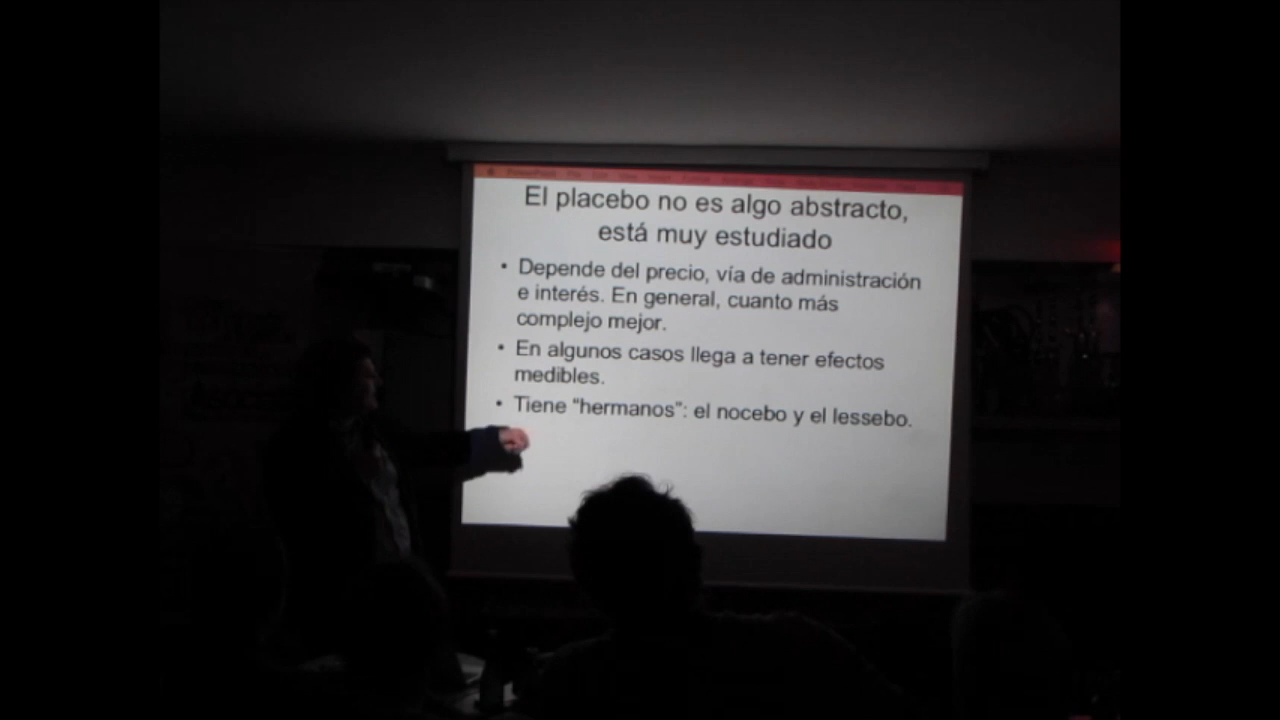 El placebo no es algo abstracto,
está muy estudiado
• Depende del precio, vía de administración
e interés. En general, cuanto más
complejo mejor.
• En algunos casos llega a tener efectos
medibles.
• Tiene "hermanos": el nocebo y el lessebo.